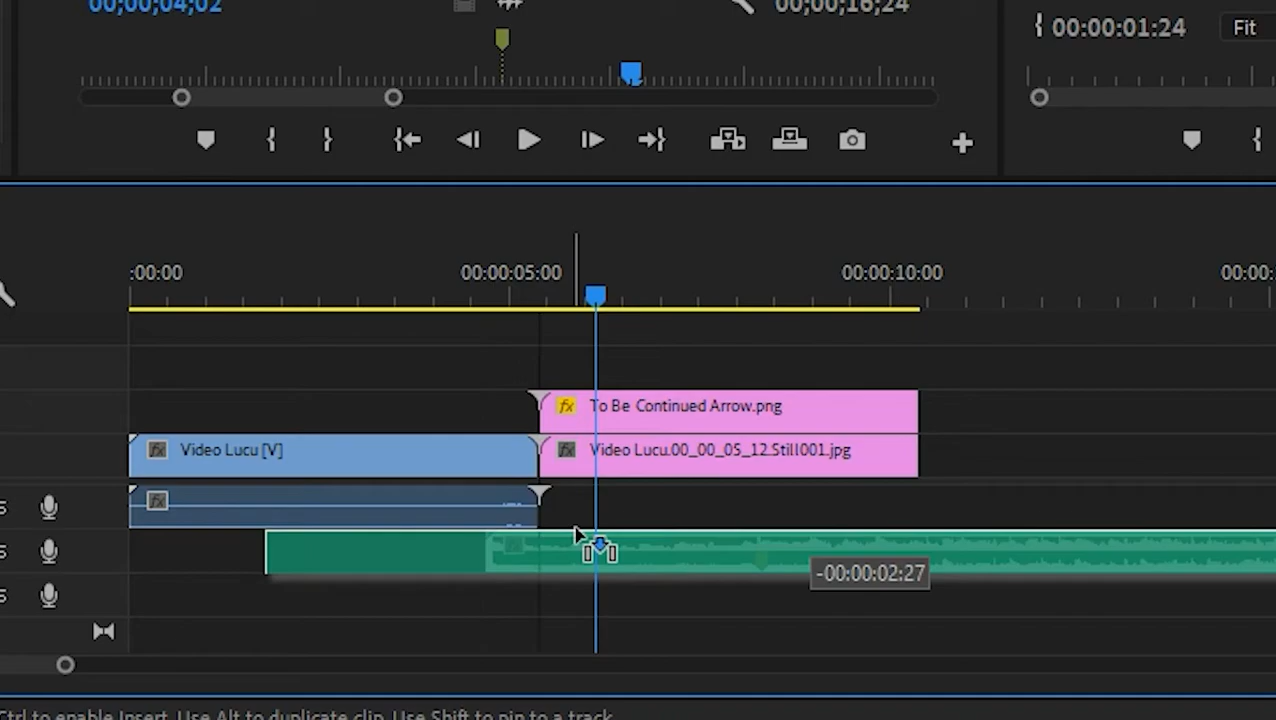 00;00;04;02
00;00;16;24
00:00:01:24
Fit
:00:00
00:00:05:00
00:00:10:00
00:00:
fx To Be Continued Arrow.png
fx Video Lucu [V]
fx Video Lucu.00_00_05_12.Still001.jpg
fx
-00:00:02:27
Ctrl to enable Insert. Use Alt to duplicate clip. Use Shift to pin to a track.